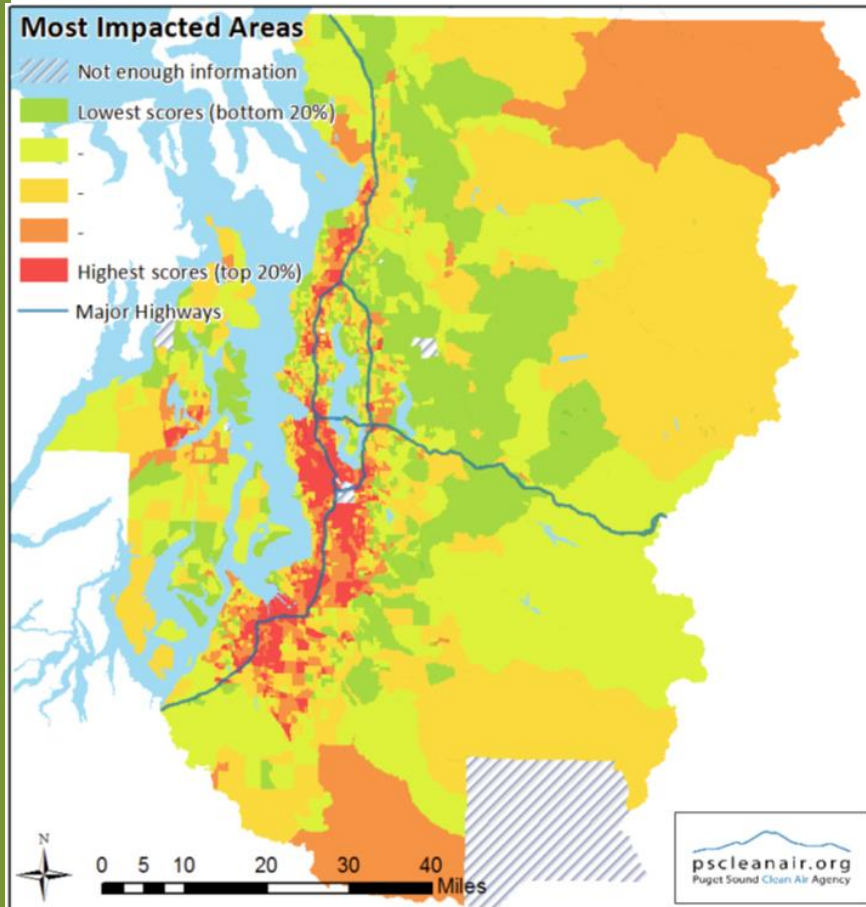 Most Impacted Areas
Not enough information
Lowest scores (bottom 20%)
-
-
-
Highest scores (top 20%)
Major Highways
N
0 5 10 20 30 40
Miles
pscleanair.org
Puget Sound Clean Air Agency